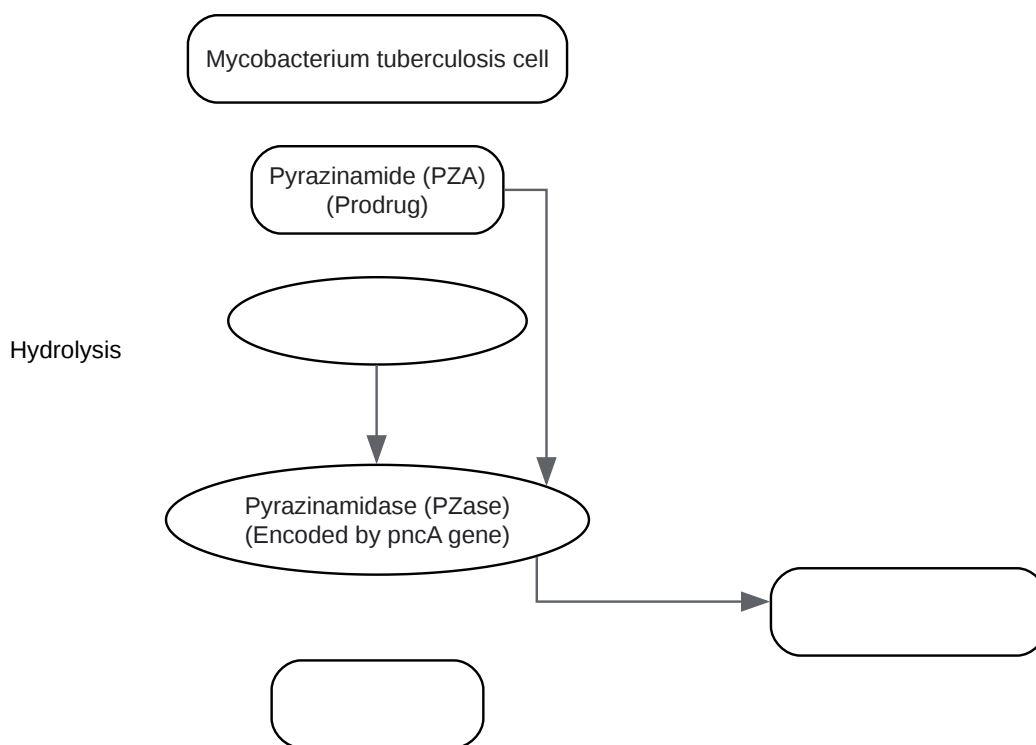 Mycobacterium tuberculosis cell
Pyrazinamide (PZA)
(Prodrug)
Hydrolysis
Pyrazinamidase (PZase)
(Encoded by pncA gene)